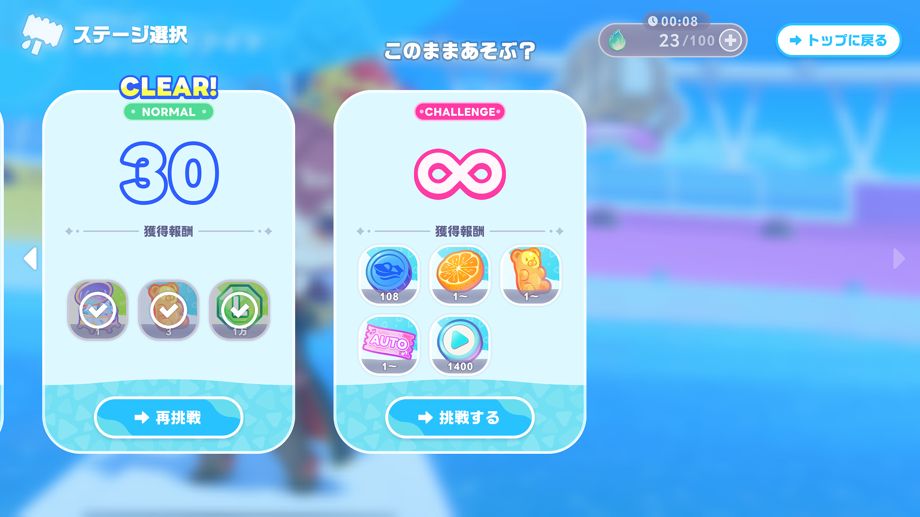 ステージ選択
このままあそぶ?
00:08
23/100
トップに戻る
CLEAR!
NORMAL
30
獲得報酬
3
1万
再挑戦
CHALLENGE
∞
獲得報酬
108
1~
1~
AUTO
1~
1400
挑戦する